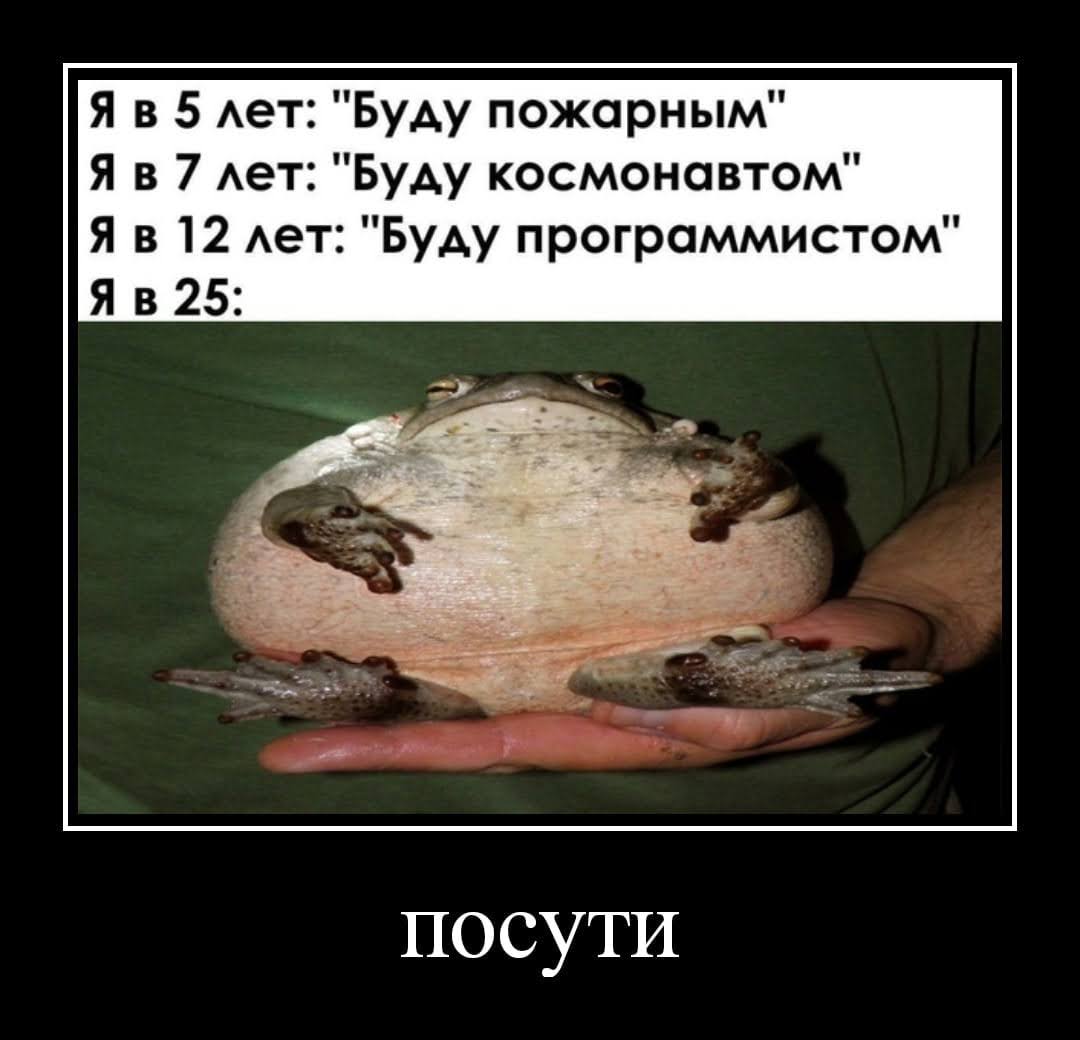 Я в 5 лет: "Буду пожарным"
Я в 7 лет: "Буду космонавтом"
Я в 12 лет: "Буду программистом"
Я в 25:
посути